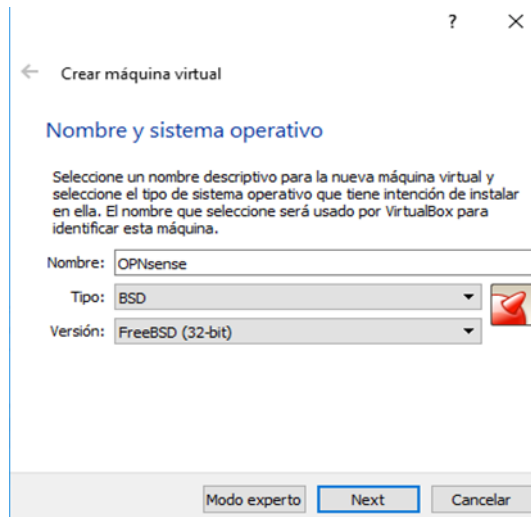 ?
Crear máquina virtual
Nombre y sistema operativo
Seleccione un nombre descriptivo para la nueva máquina virtual y
seleccione el tipo de sistema operativo que tiene intención de instalar
en ella. El nombre que seleccione será usado por VirtualBox para
identificar esta máquina.
Nombre: OPNsense
Tipo: BSD
Versión: FreeBSD (32-bit)
Modo experto Next Cancelar